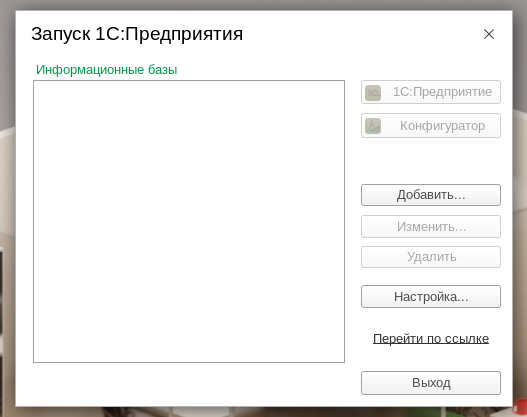 Запуск 1С:Предприятия
Информационные базы
1С:Предприятие
Конфигуратор
Добавить...
Изменить...
Удалить
Настройка...
Перейти по ссылке
Выход